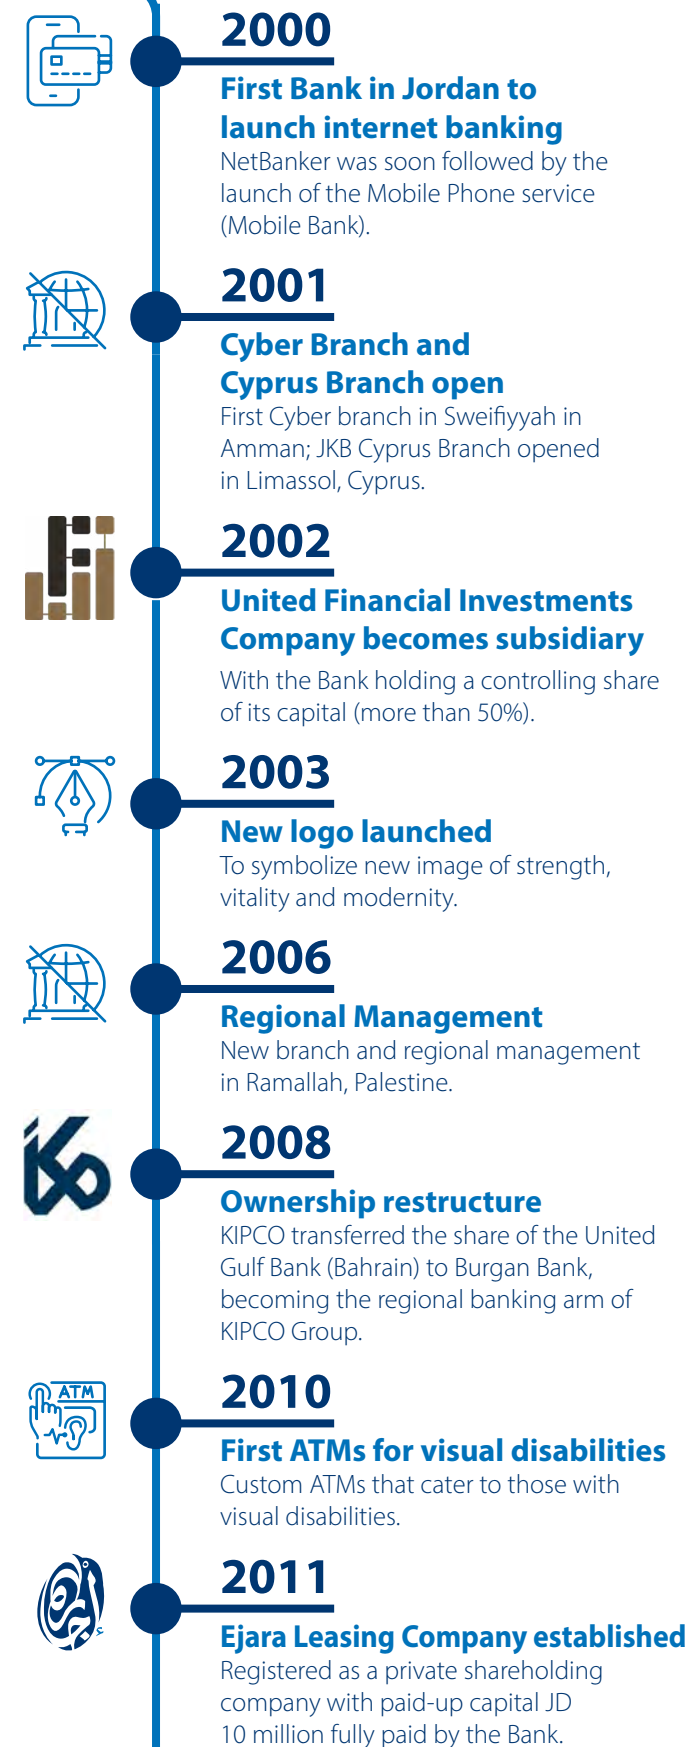 2000
First Bank in Jordan to
launch internet banking
NetBanker was soon followed by the
launch of the Mobile Phone service
(Mobile Bank).
2001
Cyber Branch and
Cyprus Branch open
First Cyber branch in Sweifiyyah in
Amman; JKB Cyprus Branch opened
in Limassol, Cyprus.
2002
United Financial Investments
Company becomes subsidiary
With the Bank holding a controlling share
of its capital (more than 50%).
2003
New logo launched
To symbolize new image of strength,
vitality and modernity.
2006
Regional Management
New branch and regional management
in Ramallah, Palestine.
2008
Ownership restructure
KIPCO transferred the share of the United
Gulf Bank (Bahrain) to Burgan Bank,
becoming the regional banking arm of
KIPCO Group.
ATM
2010
First ATMs for visual disabilities
Custom ATMs that cater to those with
visual disabilities.
2011
Ejara Leasing Company established
Registered as a private shareholding
company with paid-up capital JD
10 million fully paid by the Bank.